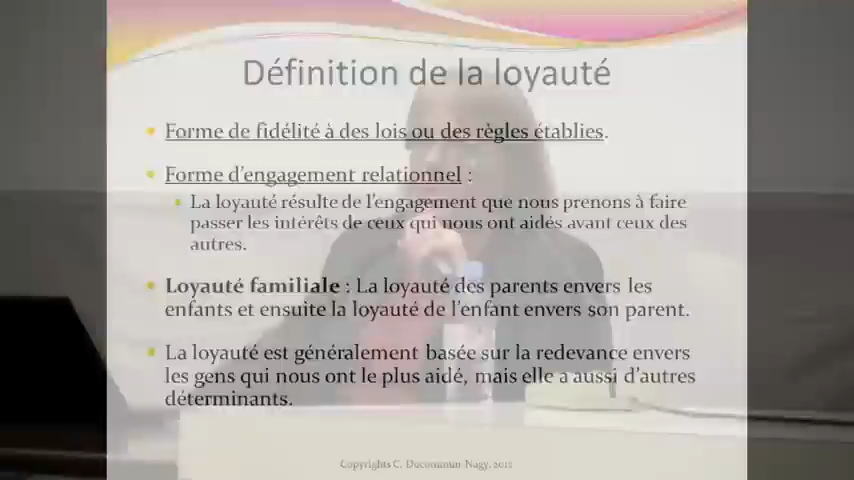 Définition de la loyauté
Forme de fidélité à des lois ou des règles établies.
Forme d'engagement relationnel :
La loyauté résulte de l'engagement que nous prenons à faire
passer les intérêts de ceux qui nous ont aidés avant ceux des
autres.
Loyauté familiale : La loyauté des parents envers les
enfants et ensuite la loyauté de l'enfant envers son parent.
La loyauté est généralement basée sur la redevance envers
les gens qui nous ont le plus aidé, mais elle a aussi d'autres
déterminants.
Copyrights C. Ducommun-Nagy, 2012